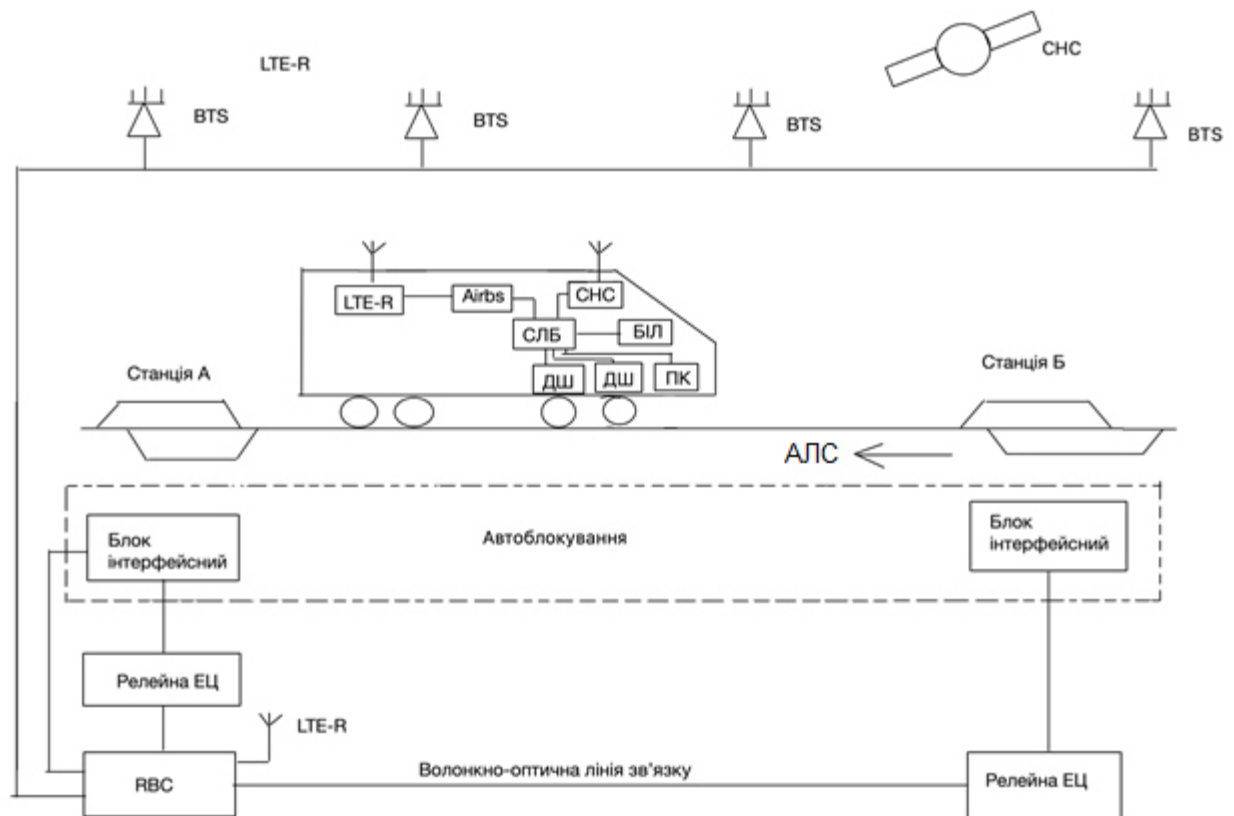 LTE-R
СНС
BTS
BTS
BTS
BTS
LTE-R
Airbs
СНС
СЛБ
БІЛ
ДШ
ДШ
ПК
Станція А
Станція Б
АЛС
Блок
інтерфейсний
Автоблокування
Блок
інтерфейсний
Релейна ЕЦ
LTE-R
RBC
Волонкно-оптична лінія зв'язку
Релейна ЕЦ